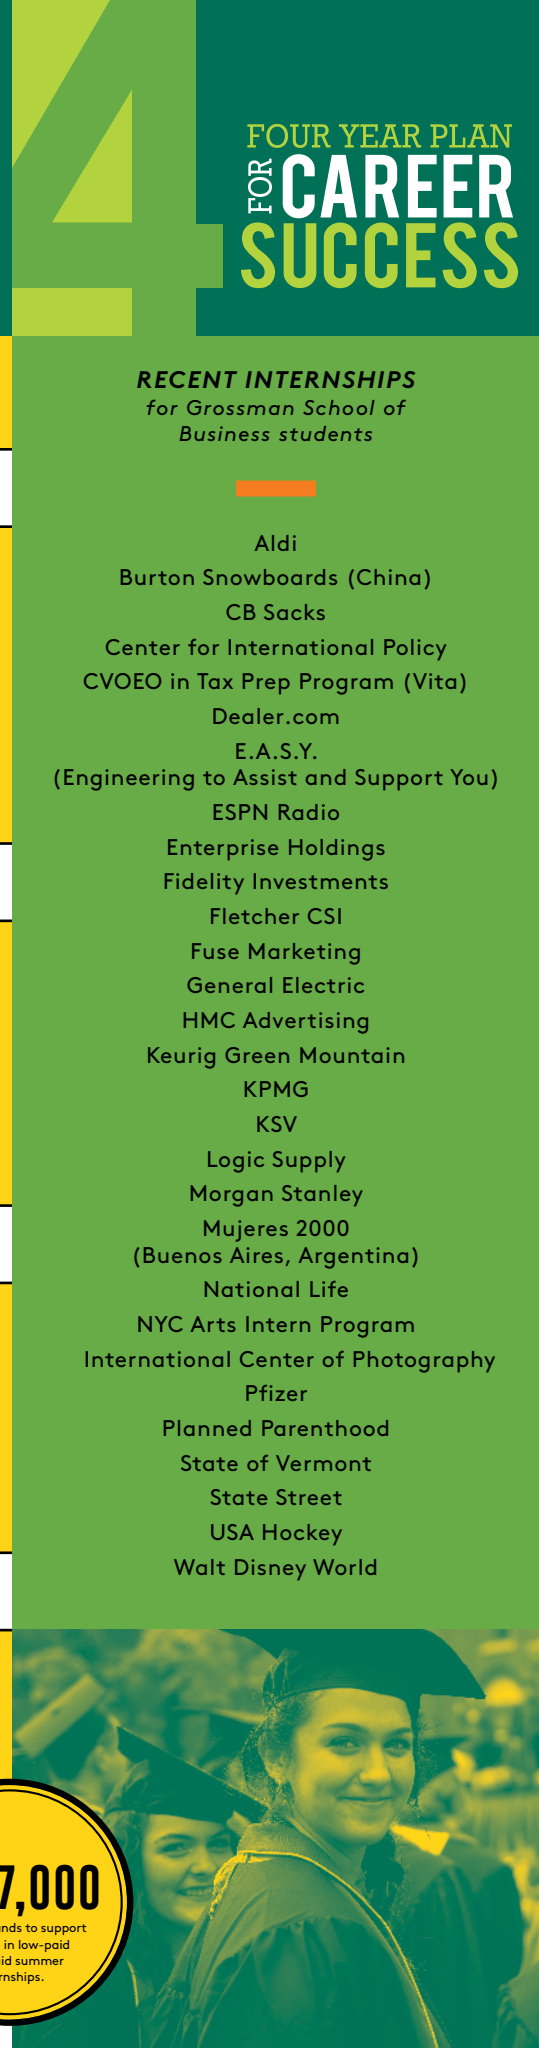 4
FOUR YEAR PLAN
FOR CAREER
SUCCESS
RECENT INTERNSHIPS
for Grossman School of
Business students
Aldi
Burton Snowboards (China)
CB Sacks
Center for International Policy
CVOEO in Tax Prep Program (Vita)
Dealer.com
E.A.S.Y.
(Engineering to Assist and Support You)
ESPN Radio
Enterprise Holdings
Fidelity Investments
Fletcher CSI
Fuse Marketing
General Electric
HMC Advertising
Keurig Green Mountain
KPMG
KSV
Logic Supply
Morgan Stanley
Mujeres 2000
(Buenos Aires, Argentina)
National Life
NYC Arts Intern Program
International Center of Photography
Pfizer
Planned Parenthood
State of Vermont
State Street
USA Hockey
Walt Disney World
7,000
to support
in low-paid
summer